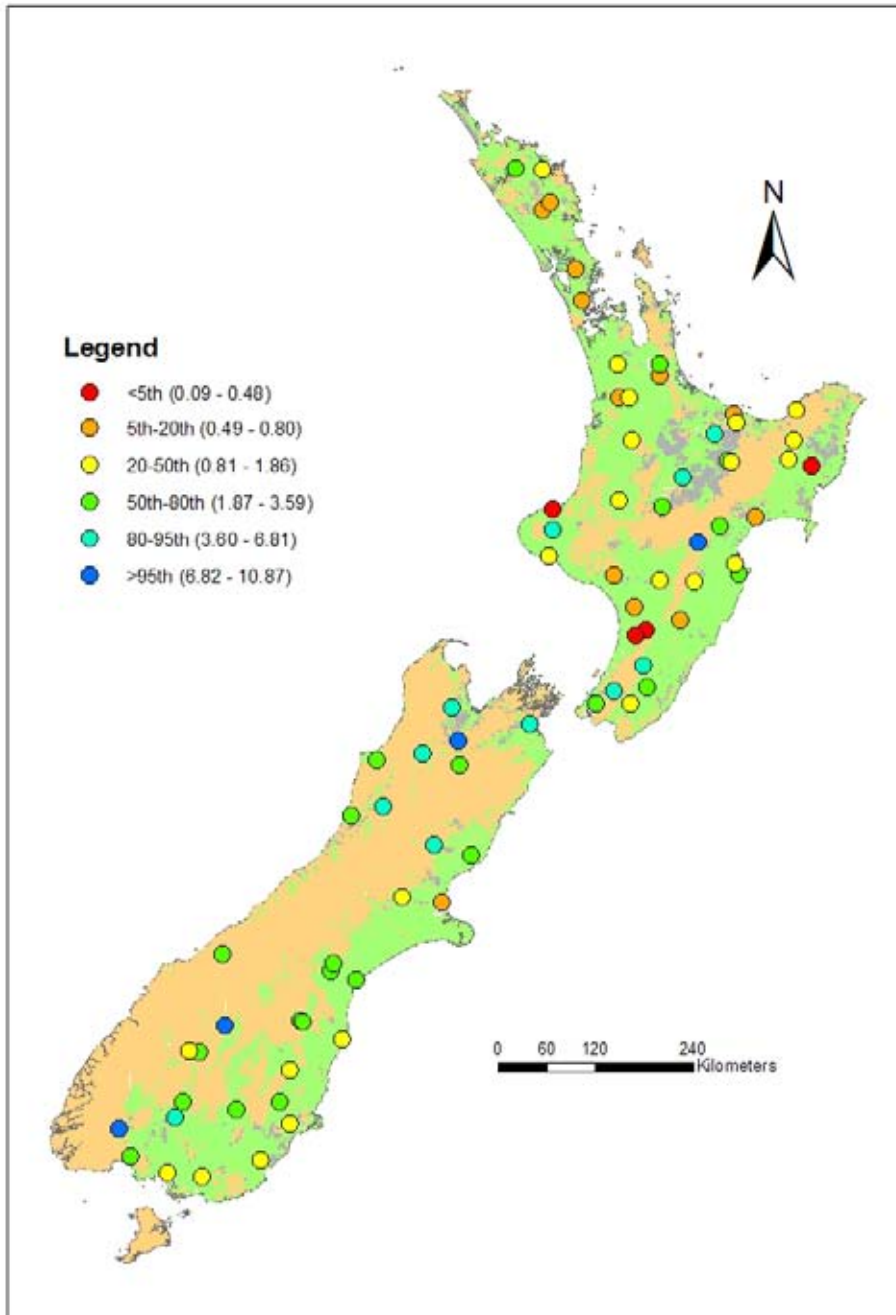 N
Legend
<5th (0.09 - 0.48)
5th-20th (0.49 - 0.80)
20-50th (0.81 - 1.86)
50th-80th (1.87 - 3.59)
80-95th (3.60 - 6.81)
>95th (6.82 - 10.87)
0 60 120 240
Kilometers